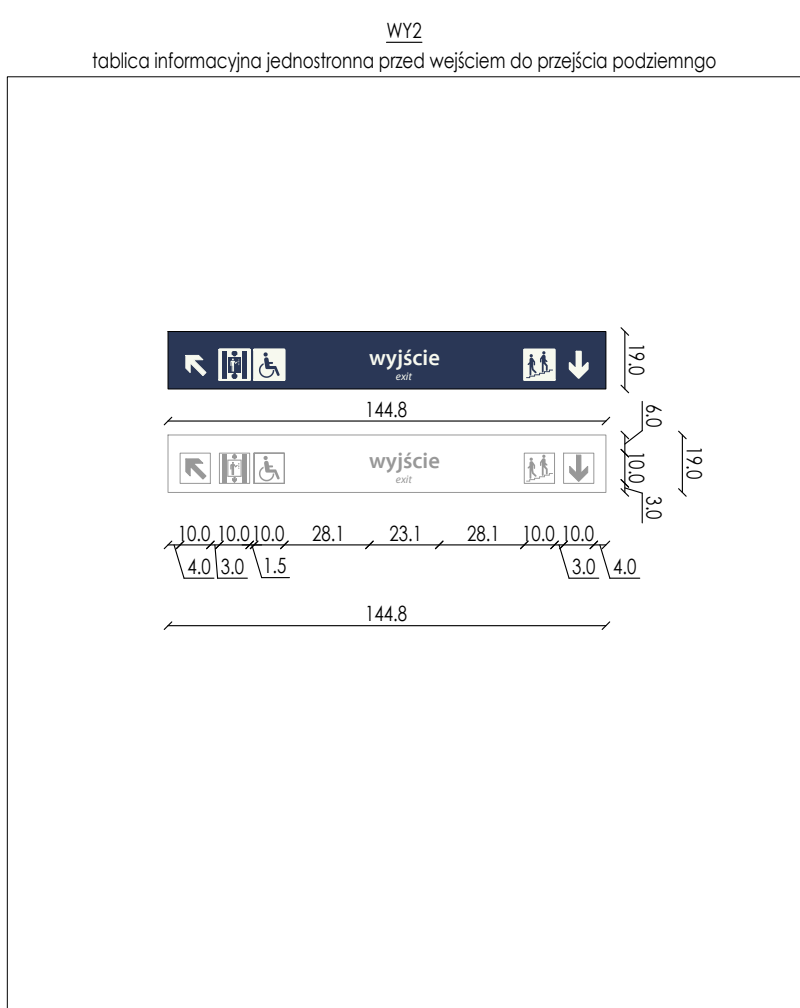 WY2
tablica informacyjna jednostronna przed wejściem do przejścia podziemngo
wyjście
exit
19.0
144.8
6.0
wyjście
exit
10.0
19.0
3.0
10.0 10.0 10.0 28.1 23.1 28.1 10.0 10.0
4.0 3.0 1.5 3.0 4.0
144.8